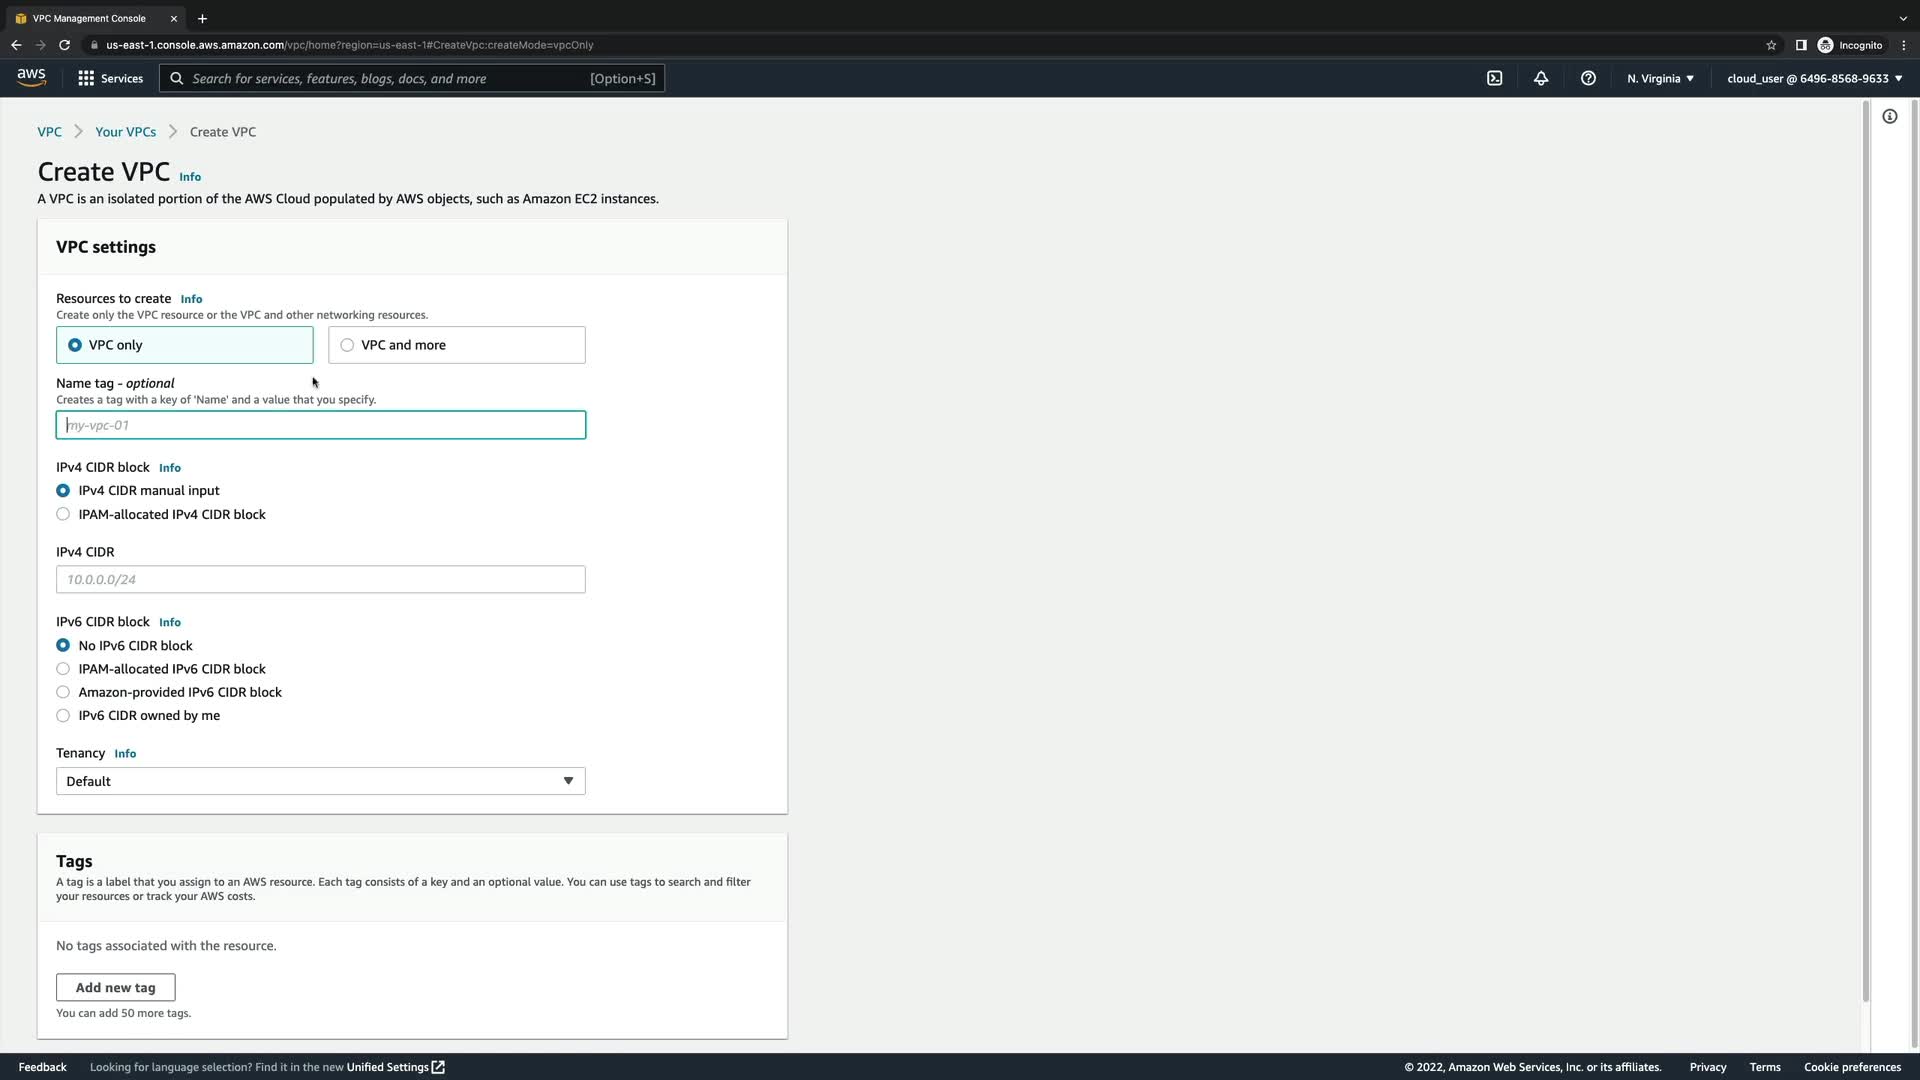 VPC Management Console
us-east-1.console.aws.amazon.com/vpc/home?region=us-east-1#CreateVpc:createMode=vpcOnly
Incognito
aws
Services
Search for services, features, blogs, docs, and more
[Option+S]
N. Virginia
cloud_user @ 6496-8568-9633
VPC
Your VPCs
Create VPC
Create VPC Info
A VPC is an isolated portion of the AWS Cloud populated by AWS objects, such as Amazon EC2 instances.
VPC settings
Resources to create Info
Create only the VPC resource or the VPC and other networking resources.
VPC only
VPC and more
Name tag - optional
Creates a tag with a key of 'Name' and a value that you specify.
my-vpc-01
IPv4 CIDR block Info
IPv4 CIDR manual input
IPAM-allocated IPv4 CIDR block
IPv4 CIDR
10.0.0.0/24
IPv6 CIDR block Info
No IPv6 CIDR block
IPAM-allocated IPv6 CIDR block
Amazon-provided IPv6 CIDR block
IPv6 CIDR owned by me
Tenancy Info
Default
Tags
A tag is a label that you assign to an AWS resource. Each tag consists of a key and an optional value. You can use tags to search and filter
your resources or track your AWS costs.
No tags associated with the resource.
Add new tag
You can add 50 more tags.
Feedback
Looking for language selection? Find it in the new Unified Settings
© 2022, Amazon Web Services, Inc. or its affiliates.
Privacy
Terms
Cookie preferences